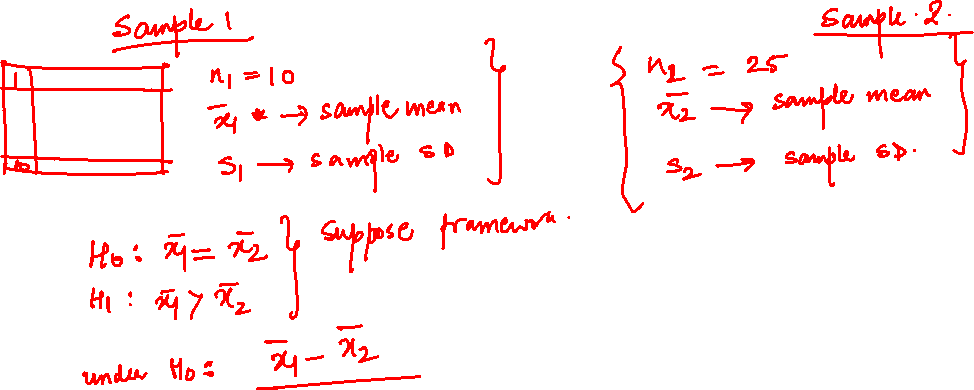 Sample 1
1
10
n₁ = 10
x̄₁ * → sample mean
S₁ → sample SD
Sample 2.
n₂ = 25
x̄₂ → sample mean
S₂ → sample SD.
H₀: x̄₁ = x̄₂
H₁: x̄₁ > x̄₂
Suppose framework.
under H₀: x̄₁ - x̄₂